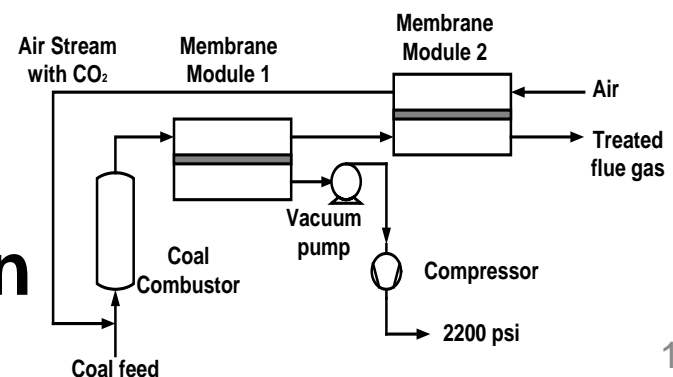 Air Stream
with CO₂
Membrane
Module 1
Membrane
Module 2
Air
Treated
flue gas
Vacuum
pump
Coal
Combustor
Compressor
n
2200 psi
Coal feed
1